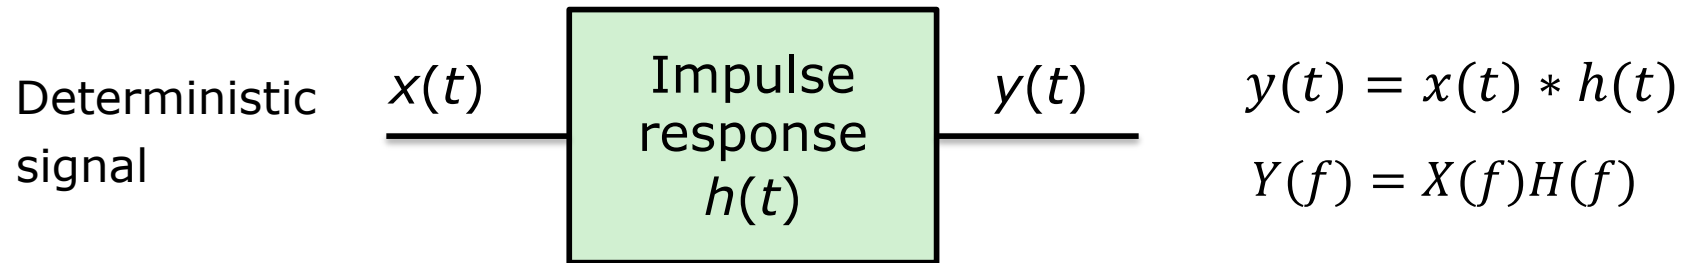 Deterministic
signal
x(t)
Impulse
response
h(t)
y(t)
y(t) = x(t) ∗ h(t)
Y(f) = X(f)H(f)